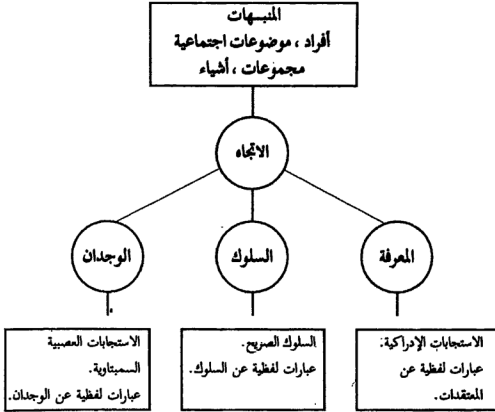 المنبهات
أفراد ، موضوعات اجتماعية
مجموعات ، أشياء
الاتجاه
المعرفة
السلوك
الوجدان
الاستجابات الإدراكية.
عبارات لفظية عن
المعتقدات.
السلوك الصريح.
عبارات لفظية عن السلوك.
الاستجابات العصبية
السمبتاوية.
عبارات لفظية عن الوجدان.